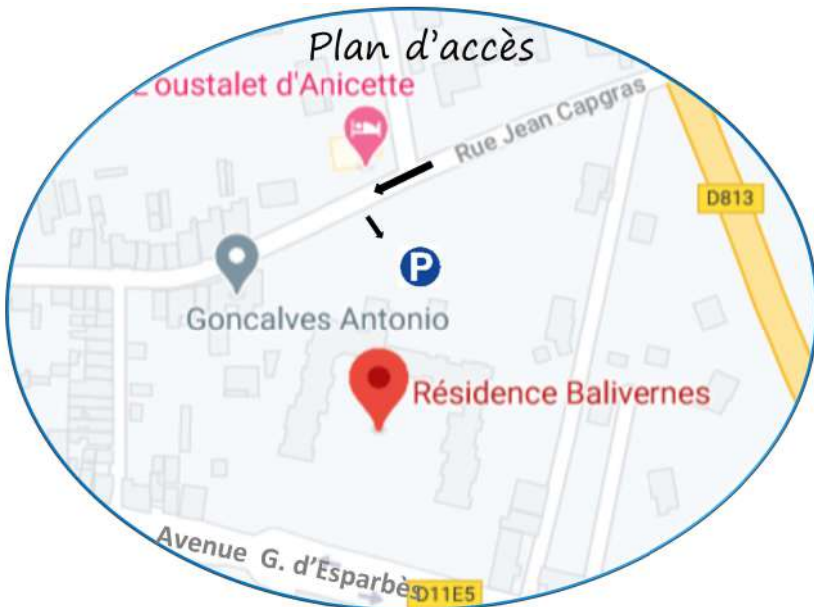 Plan d'accès
L'oustalet d'Anicette
Rue Jean Capgras
D813
P
Goncalves Antonio
Résidence Balivernes
Avenue G. d'Esparbès
D11E5